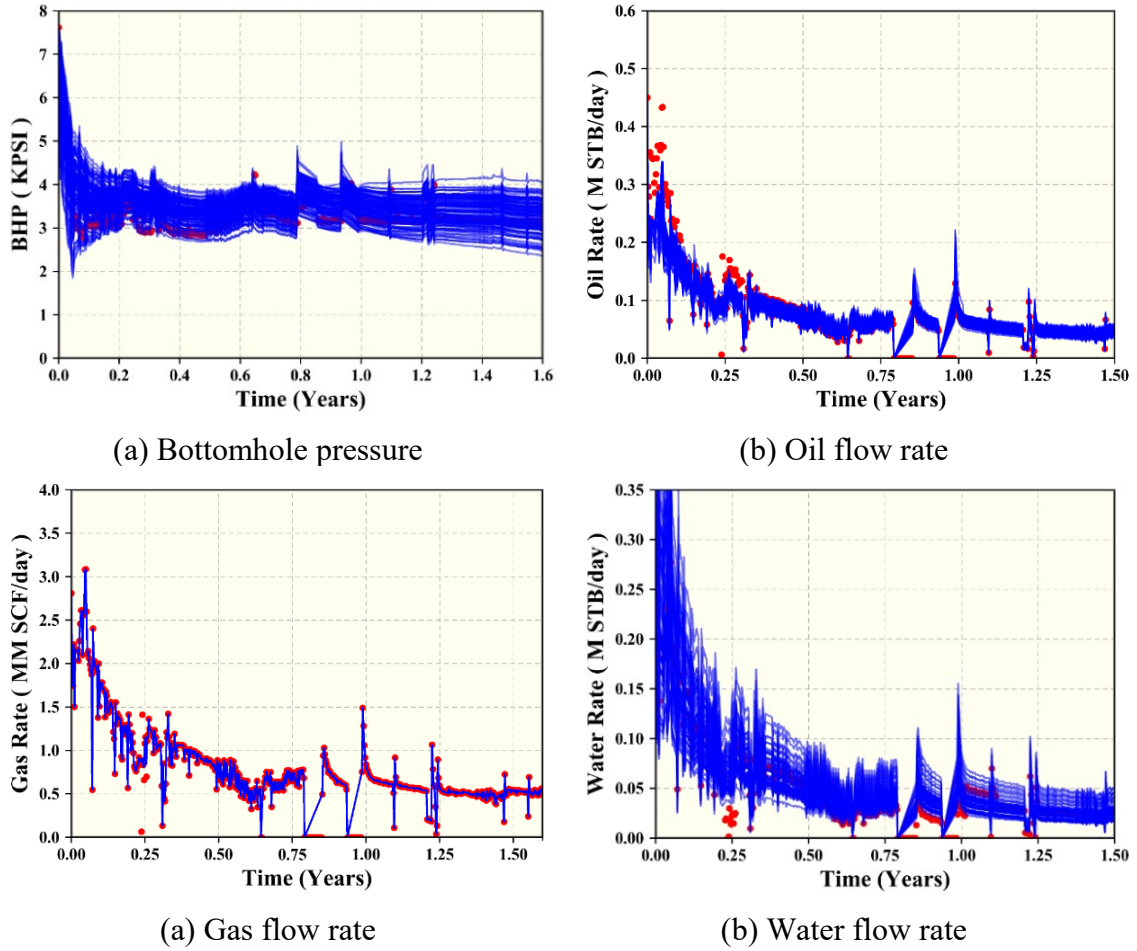 8
7
6
5
4
3
2
1
0
BHP ( KPSI )
0.0 0.2 0.4 0.6 0.8 1.0 1.2 1.4 1.6
Time (Years)
(a) Bottomhole pressure
0.6
0.5
0.4
0.3
0.2
0.1
0.0
Oil Rate ( M STB/day )
0.00 0.25 0.50 0.75 1.00 1.25 1.50
Time (Years)
(b) Oil flow rate
4.0
3.5
3.0
2.5
2.0
1.5
1.0
0.5
0.0
Gas Rate ( MM SCF/day )
0.00 0.25 0.50 0.75 1.00 1.25 1.50
Time (Years)
(a) Gas flow rate
0.35
0.30
0.25
0.20
0.15
0.10
0.05
0.00
Water Rate ( M STB/day )
0.00 0.25 0.50 0.75 1.00 1.25 1.50
Time (Years)
(b) Water flow rate